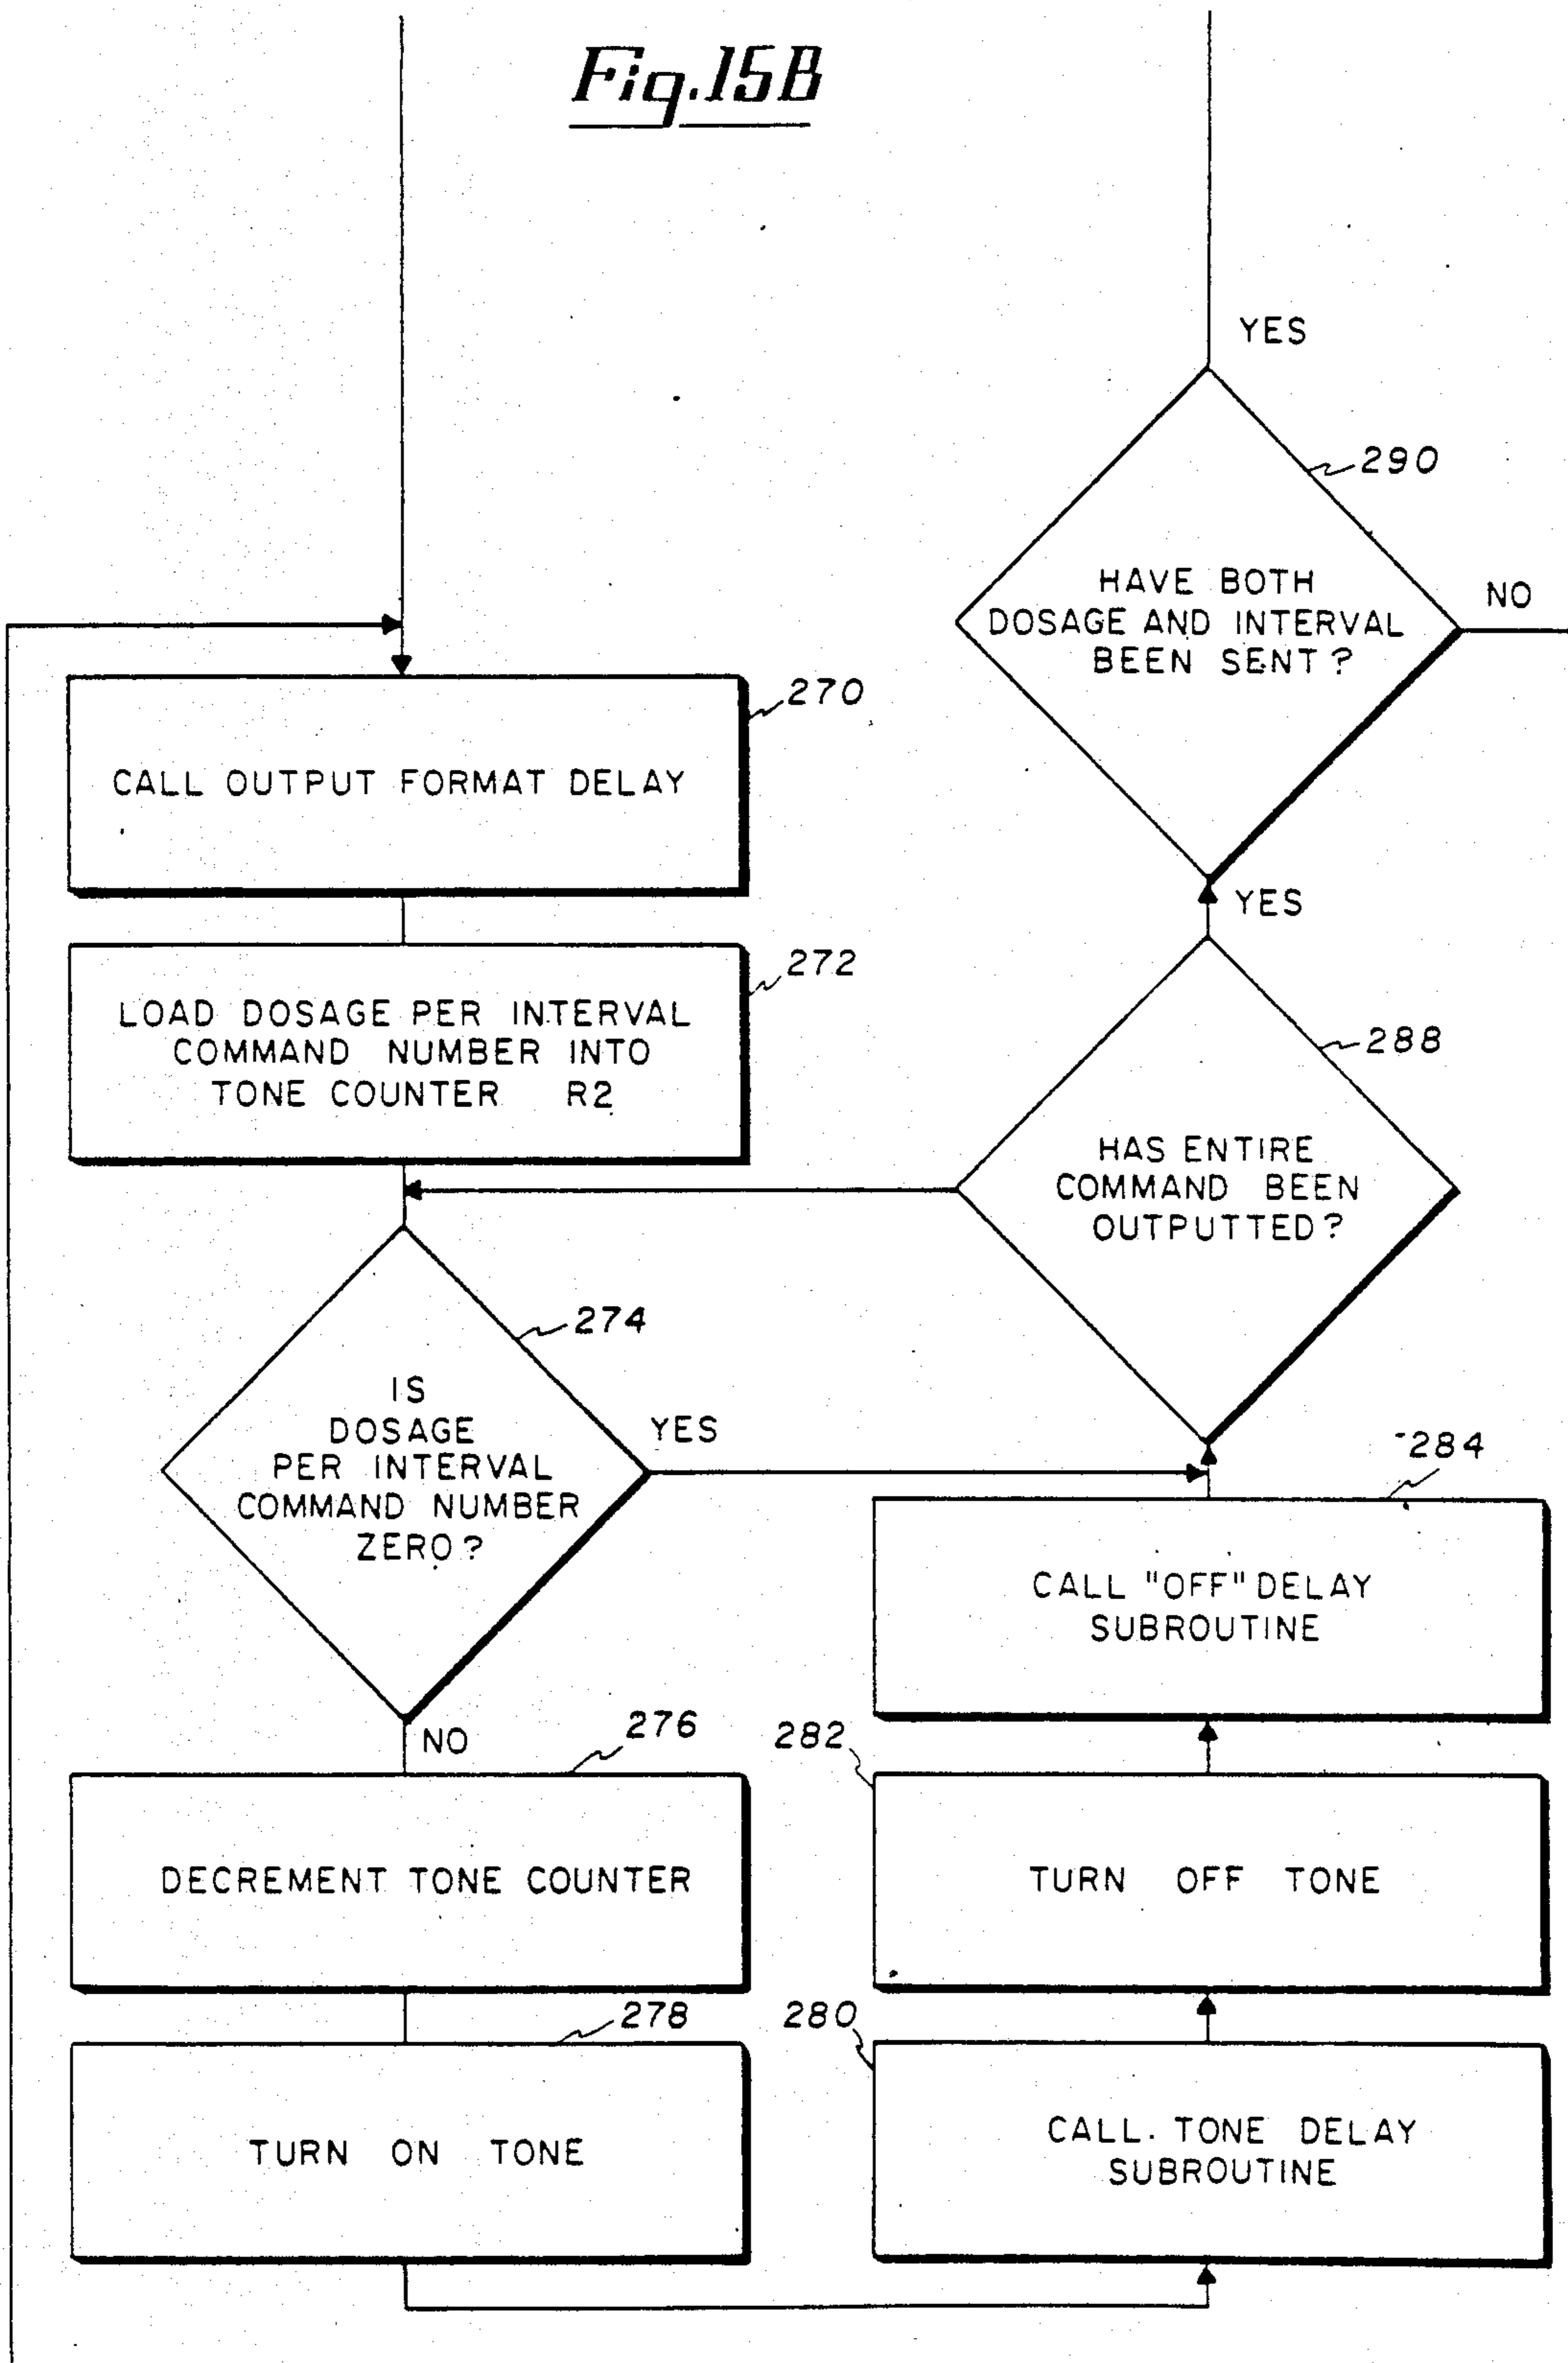 Fig.15B
270
CALL OUTPUT FORMAT DELAY
272
LOAD DOSAGE PER INTERVAL
COMMAND NUMBER INTO
TONE COUNTER R2
274
IS
DOSAGE
PER INTERVAL
COMMAND NUMBER
ZERO?
YES
NO
276
DECREMENT TONE COUNTER
278
TURN ON TONE
280
CALL TONE DELAY
SUBROUTINE
282
TURN OFF TONE
284
CALL "OFF" DELAY
SUBROUTINE
288
HAS ENTIRE
COMMAND BEEN
OUTPUTTED?
YES
290
HAVE BOTH
DOSAGE AND INTERVAL
BEEN SENT?
NO
YES